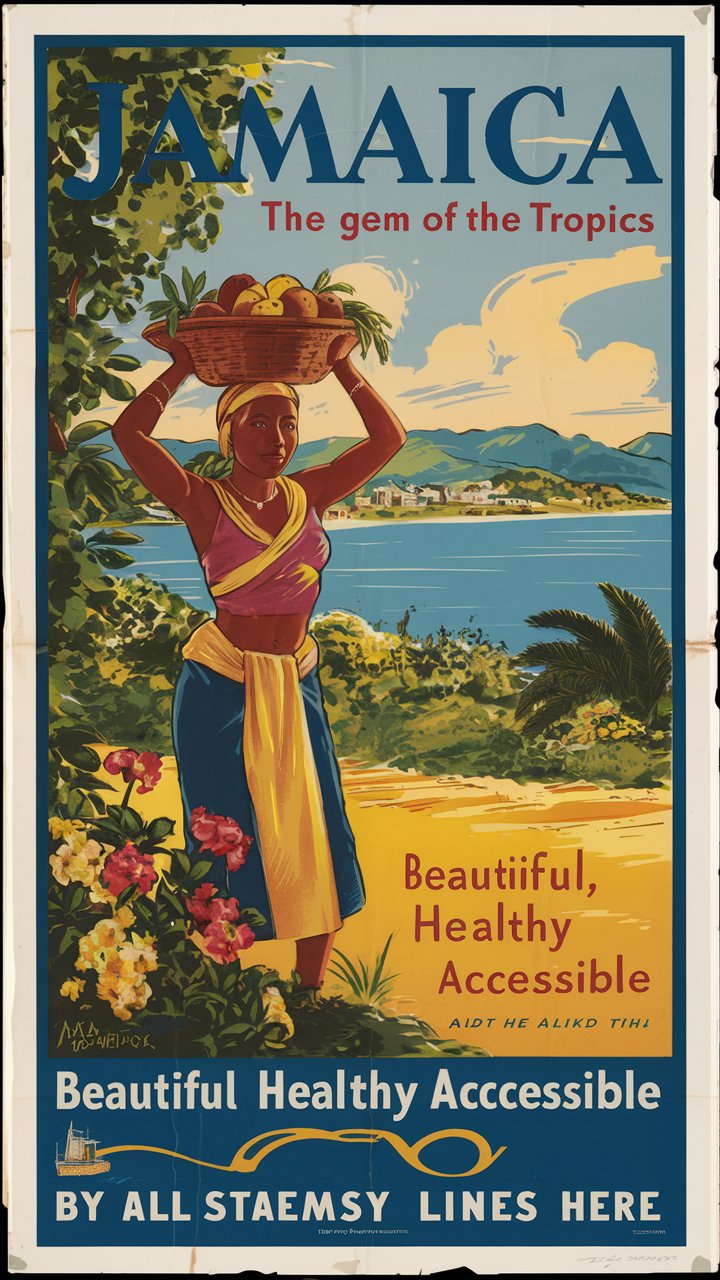 JAMAICA
The gem of the Tropics
Beautiiful,
Healthy
Accessible
AIDT HE ALIKD TIH!
Beautiful Healthy Acccessible
BY ALL STAEMSY LINES HERE